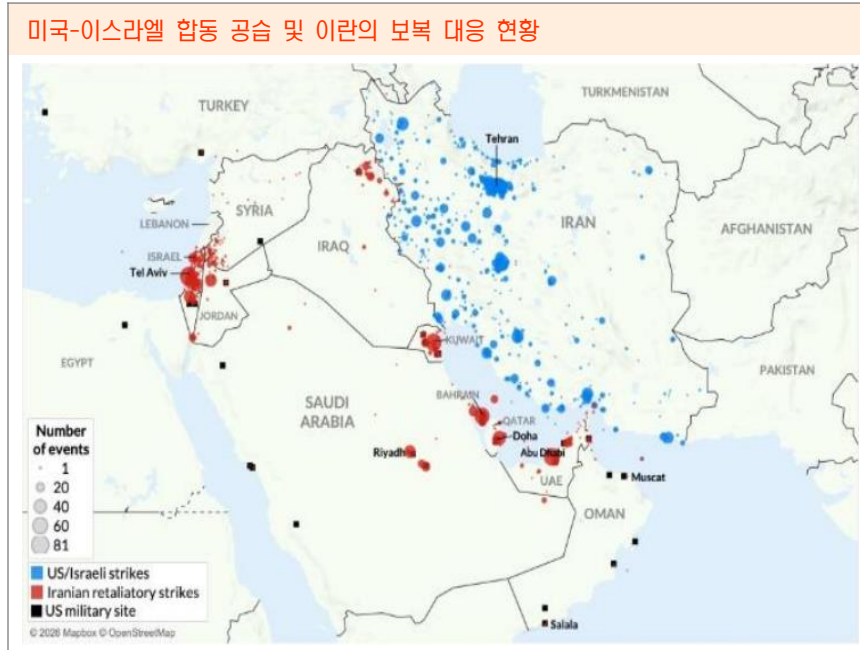 미국-이스라엘 합동 공습 및 이란의 보복 대응 현황
TURKEY
TURKMENISTAN
Tehran
LEBANON
SYRIA
IRAN
AFGHANISTAN
ISRAEL
IRAQ
Tel Aviv
JORDAN
KUWAIT
EGYPT
PAKISTAN
BAHRAIN
SAUDI
ARABIA
QATAR
Doha
Riyadh
Abu Dhabi
UAE
Muscat
OMAN
Salala
Number
of events
1
20
40
60
81
US/Israeli strikes
Iranian retaliatory strikes
US military site
© 2026 Mapbox © OpenStreetMap